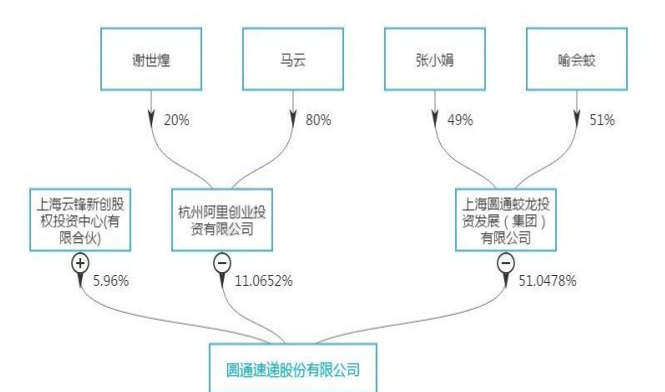 谢世煌
马云
张小娟
喻会蛟
20%
80%
49%
51%
上海云锋新创股
权投资中心(有
限合伙)
杭州阿里创业投
资有限公司
上海圆通蛟龙投
资发展（集团）
有限公司
5.96%
11.0652%
51.0478%
圆通速递股份有限公司